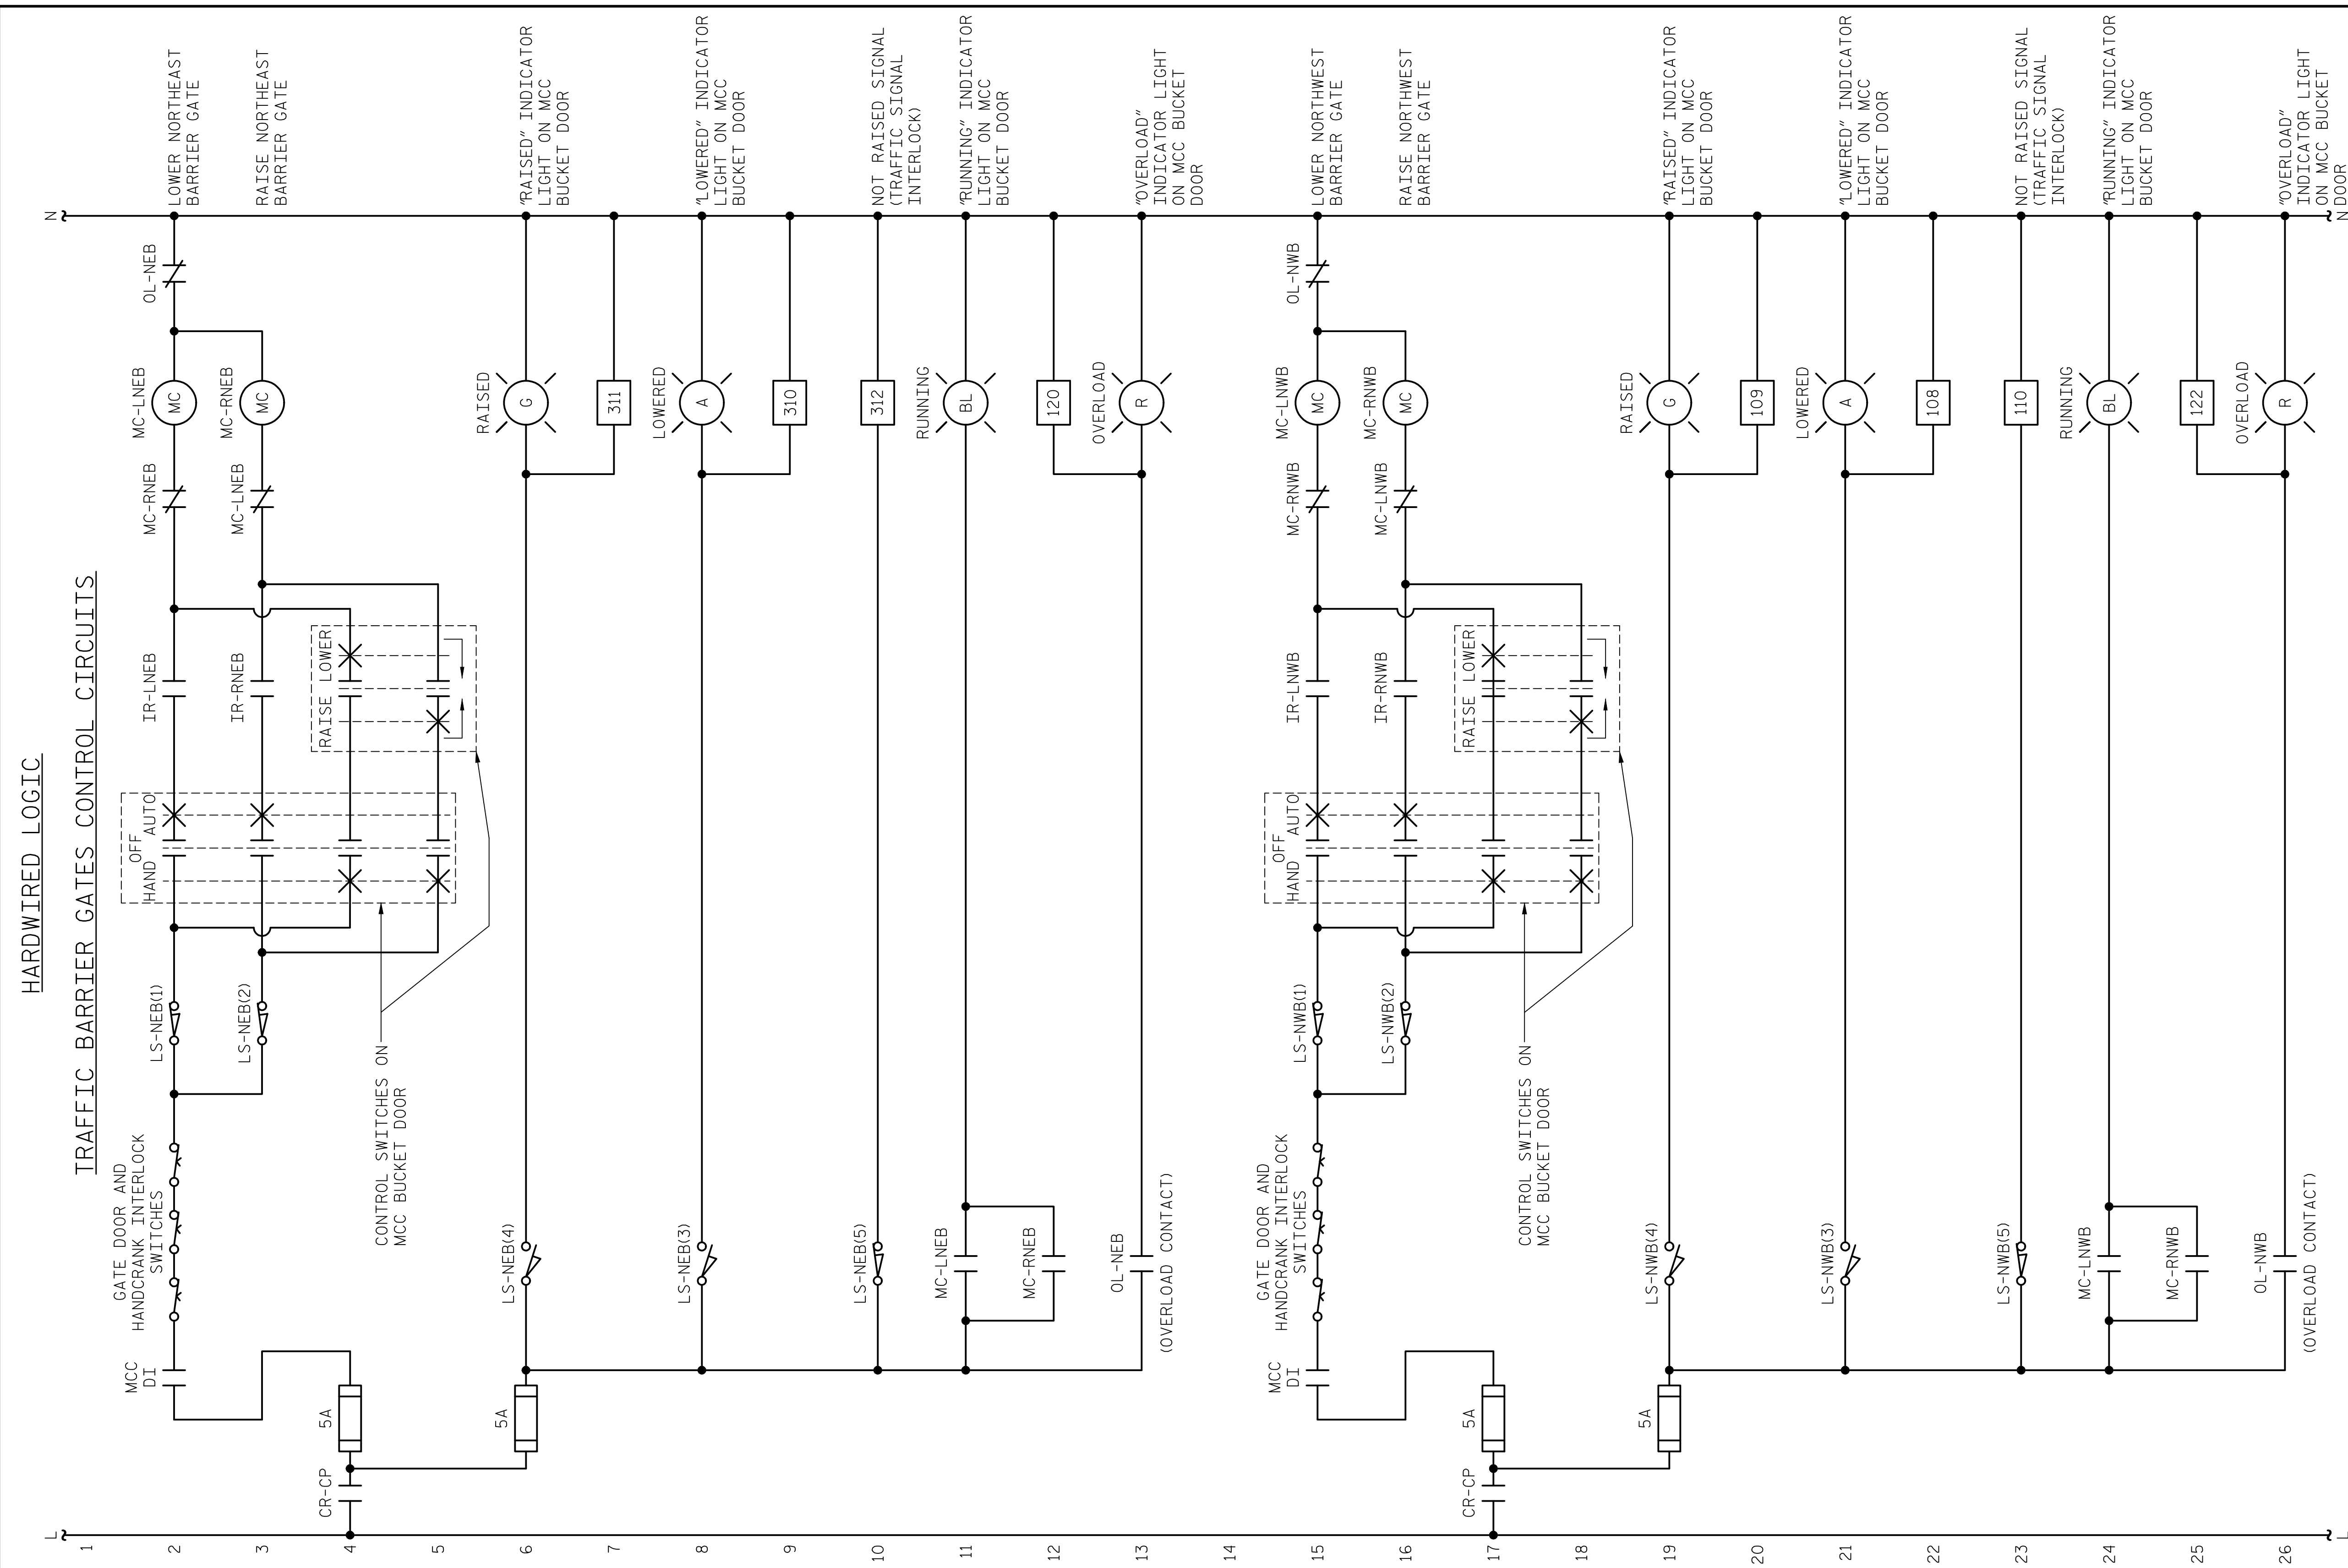 HARDWIRED LOGIC
TRAFFIC BARRIER GATES CONTROL CIRCUITS
L
N
1
2
MCC
DI
GATE DOOR AND
HANDCRANK INTERLOCK
SWITCHES
LS-NEB(1)
OFF
HAND AUTO
IR-LNEB
MC-RNEB
MC-LNEB
MC
OL-NEB
LOWER NORTHEAST
BARRIER GATE
3
LS-NEB(2)
IR-RNEB
MC-LNEB
MC-RNEB
MC
RAISE NORTHEAST
BARRIER GATE
4
CR-CP
5A
RAISE LOWER
5
CONTROL SWITCHES ON
MCC BUCKET DOOR
6
5A
LS-NEB(4)
RAISED
G
"RAISED" INDICATOR
LIGHT ON MCC
BUCKET DOOR
7
311
8
LS-NEB(3)
LOWERED
A
"LOWERED" INDICATOR
LIGHT ON MCC
BUCKET DOOR
9
310
10
LS-NEB(5)
312
NOT RAISED SIGNAL
(TRAFFIC SIGNAL
INTERLOCK)
11
MC-LNEB
RUNNING
BL
"RUNNING" INDICATOR
LIGHT ON MCC
BUCKET DOOR
12
MC-RNEB
120
13
OL-NEB
(OVERLOAD CONTACT)
OVERLOAD
R
"OVERLOAD"
INDICATOR LIGHT
ON MCC BUCKET
DOOR
14
15
MCC
DI
GATE DOOR AND
HANDCRANK INTERLOCK
SWITCHES
LS-NWB(1)
OFF
HAND AUTO
IR-LNWB
MC-RNWB
MC-LNWB
MC
OL-NWB
LOWER NORTHWEST
BARRIER GATE
16
LS-NWB(2)
IR-RNWB
MC-LNWB
MC-RNWB
MC
RAISE NORTHWEST
BARRIER GATE
17
CR-CP
5A
RAISE LOWER
18
CONTROL SWITCHES ON
MCC BUCKET DOOR
19
5A
LS-NWB(4)
RAISED
G
"RAISED" INDICATOR
LIGHT ON MCC
BUCKET DOOR
20
109
21
LS-NWB(3)
LOWERED
A
"LOWERED" INDICATOR
LIGHT ON MCC
BUCKET DOOR
22
108
23
LS-NWB(5)
110
NOT RAISED SIGNAL
(TRAFFIC SIGNAL
INTERLOCK)
24
MC-LNWB
RUNNING
BL
"RUNNING" INDICATOR
LIGHT ON MCC
BUCKET DOOR
25
MC-RNWB
122
26
OL-NWB
(OVERLOAD CONTACT)
OVERLOAD
R
"OVERLOAD"
INDICATOR LIGHT
ON MCC BUCKET
DOOR
L
N